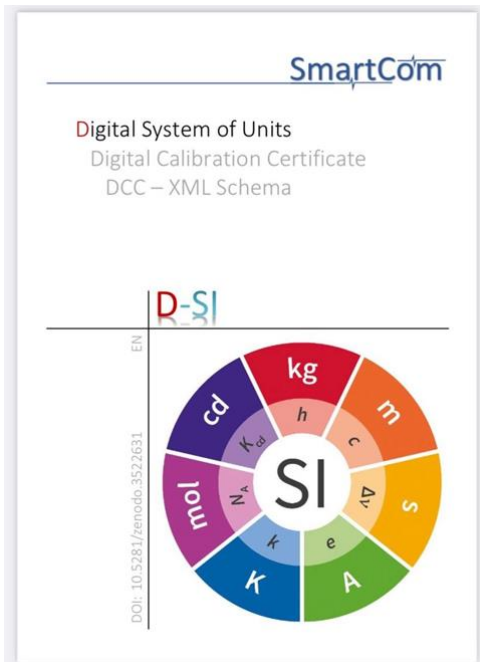 SmartCom
Digital System of Units
Digital Calibration Certificate
DCC – XML Schema
D-SI
EN
DOI: 10.5281/zenodo.3522631
kg
m
s
A
K
mol
cd
h
c
Δν
e
k
NA
Kcd
SI